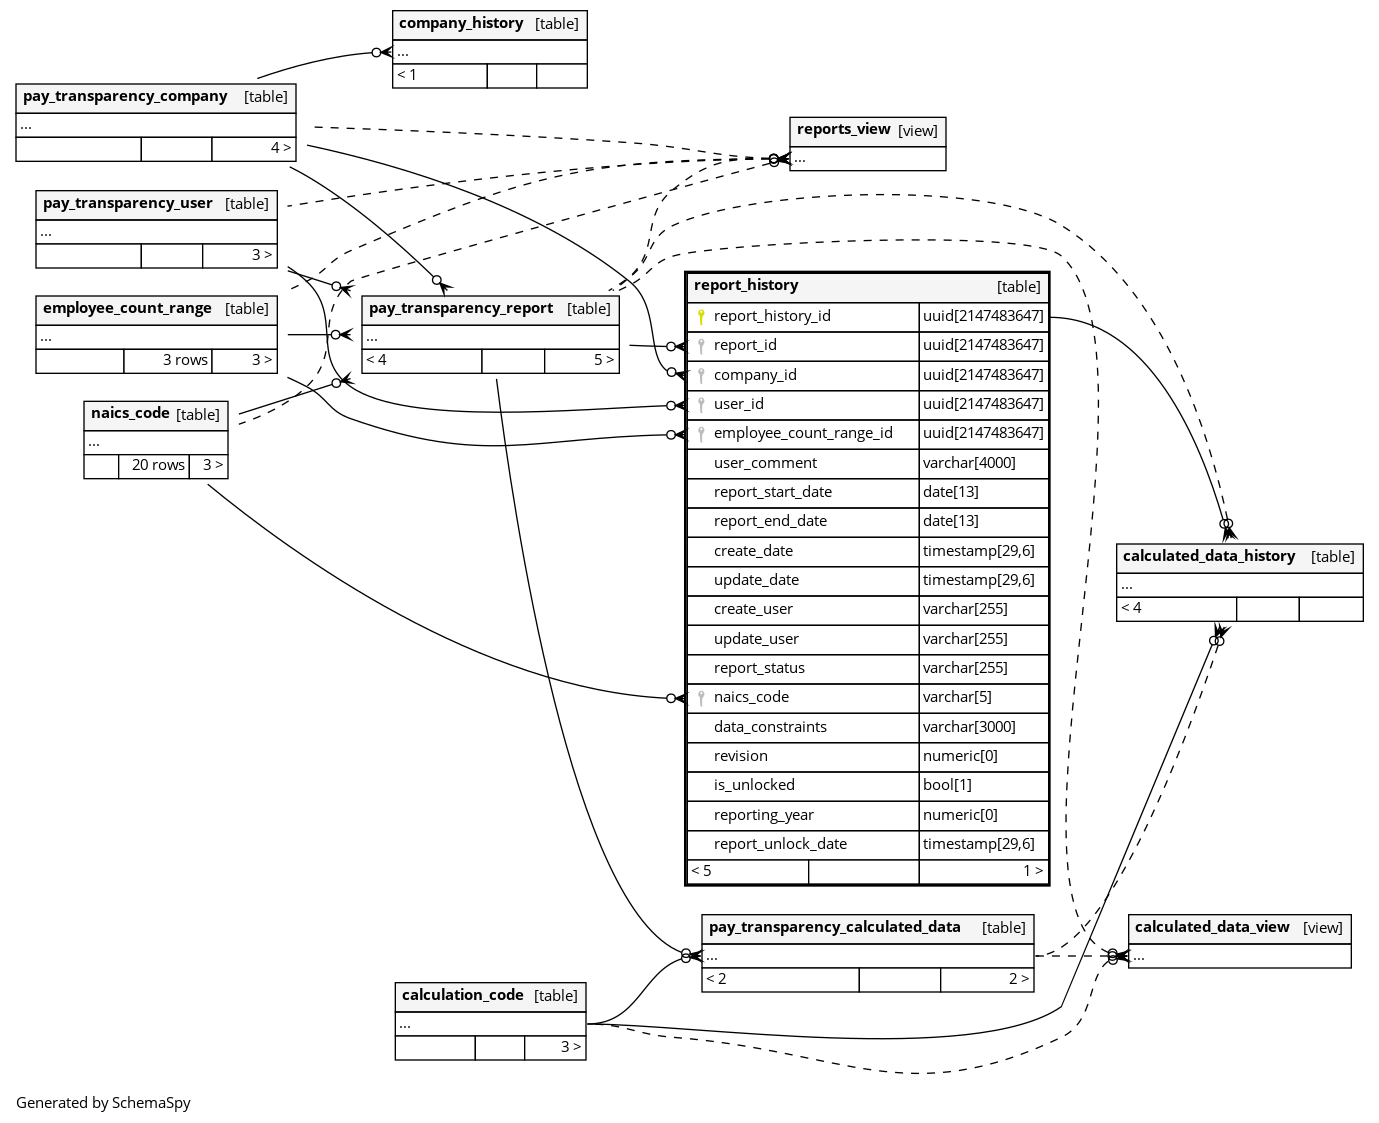 company_history [table]
...
< 1
pay_transparency_company [table]
...
4 >
reports_view [view]
...
pay_transparency_user [table]
...
3 >
employee_count_range [table]
...
3 rows 3 >
pay_transparency_report [table]
...
< 4 5 >
naics_code [table]
...
20 rows 3 >
report_history [table]
report_history_id uuid[2147483647]
report_id uuid[2147483647]
company_id uuid[2147483647]
user_id uuid[2147483647]
employee_count_range_id uuid[2147483647]
user_comment varchar[4000]
report_start_date date[13]
report_end_date date[13]
create_date timestamp[29,6]
update_date timestamp[29,6]
create_user varchar[255]
update_user varchar[255]
report_status varchar[255]
naics_code varchar[5]
data_constraints varchar[3000]
revision numeric[0]
is_unlocked bool[1]
reporting_year numeric[0]
report_unlock_date timestamp[29,6]
< 5 1 >
calculated_data_history [table]
...
< 4
pay_transparency_calculated_data [table]
...
< 2 2 >
calculated_data_view [view]
...
calculation_code [table]
...
3 >
Generated by SchemaSpy